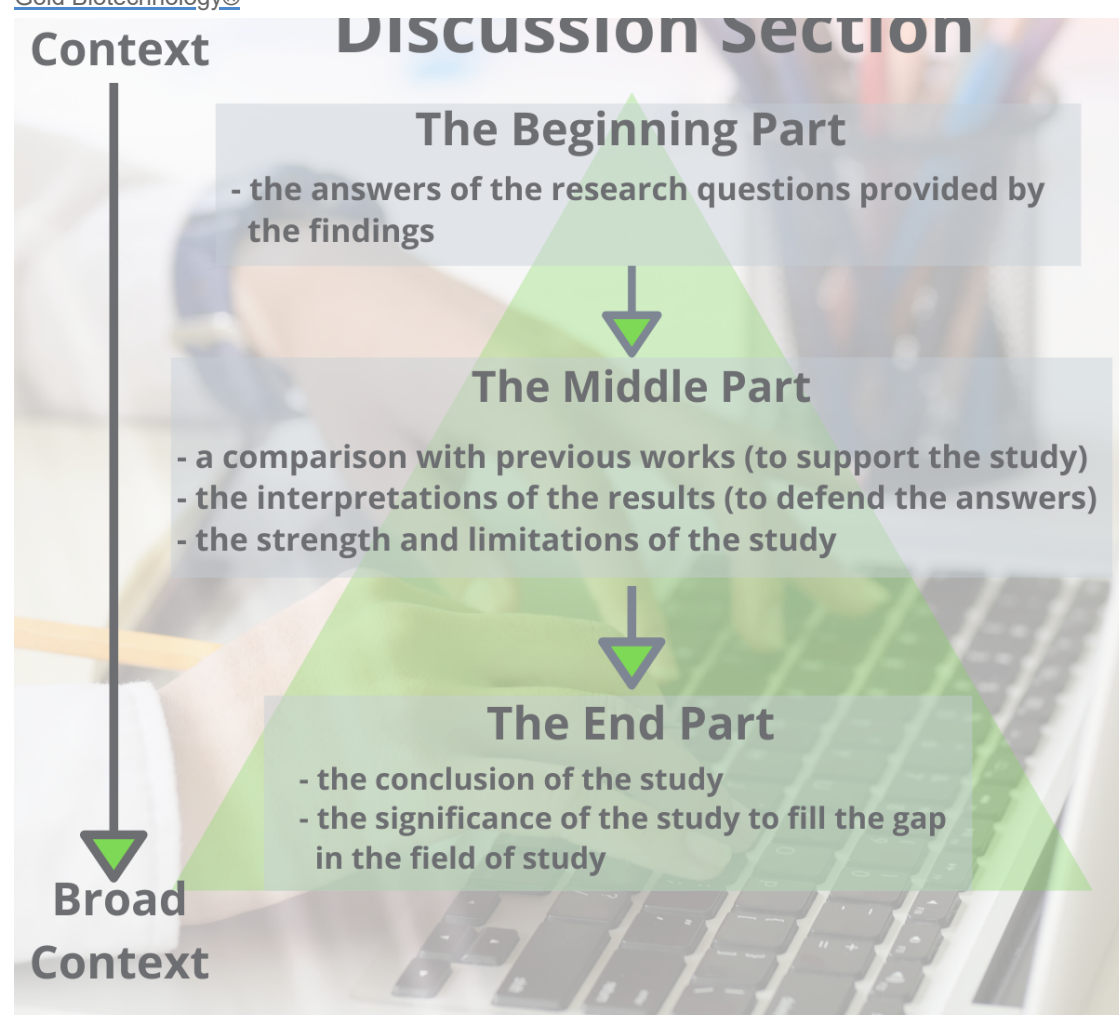 Gold Biotechnology®
Discussion Section
Context
The Beginning Part
- the answers of the research questions provided by
the findings
The Middle Part
- a comparison with previous works (to support the study)
- the interpretations of the results (to defend the answers)
- the strength and limitations of the study
The End Part
- the conclusion of the study
- the significance of the study to fill the gap
in the field of study
Broad
Context